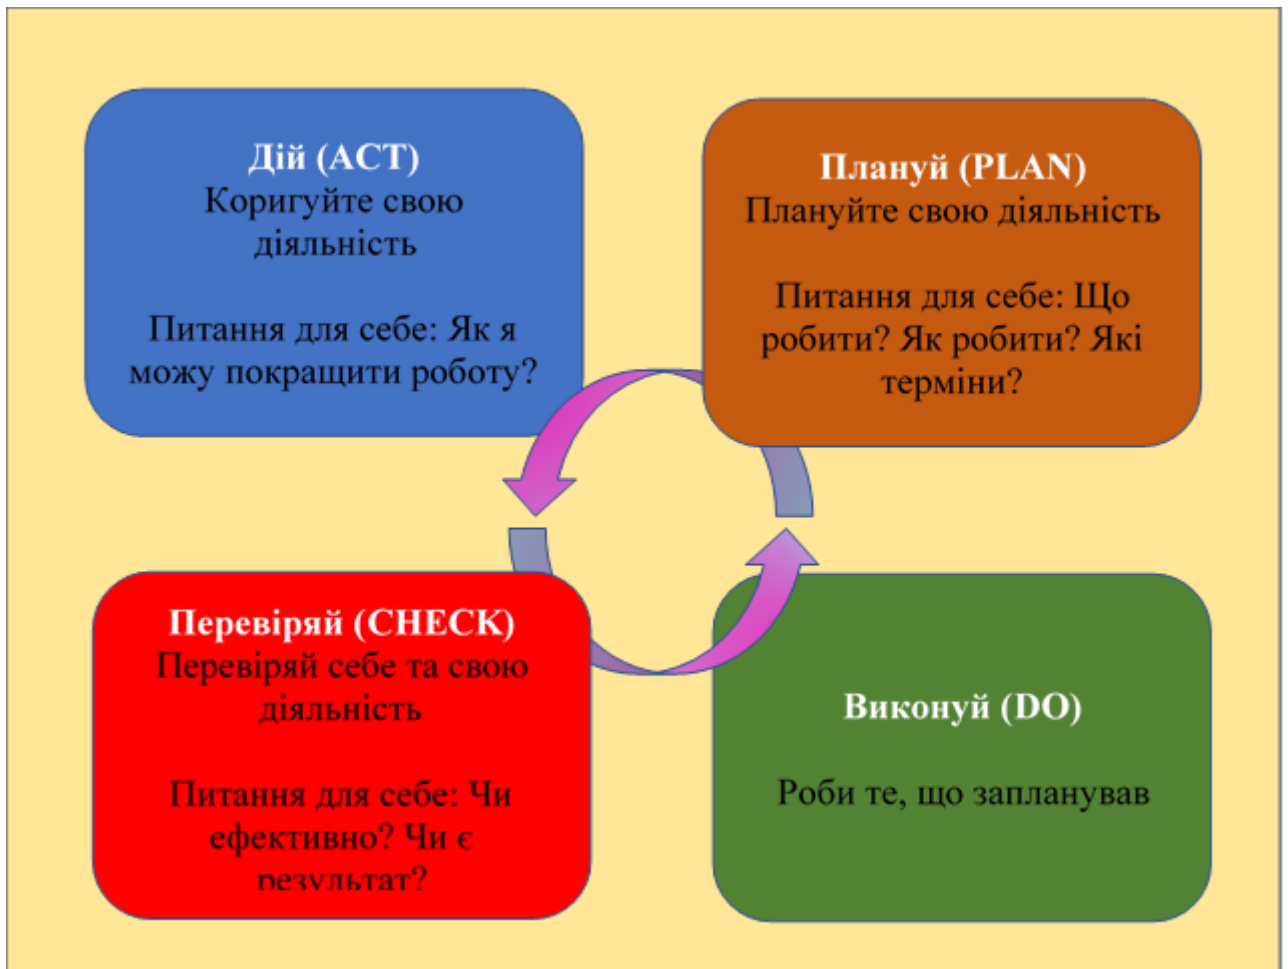 Дій (ACT)
Коригуйте свою
діяльність
Питання для себе: Як я
можу покращити роботу?
Плануй (PLAN)
Плануйте свою діяльність
Питання для себе: Що
робити? Як робити? Які
терміни?
Перевіряй (CHECK)
Перевіряй себе та свою
діяльність
Питання для себе: Чи
ефективно? Чи є
результат?
Виконуй (DO)
Роби те, що запланував